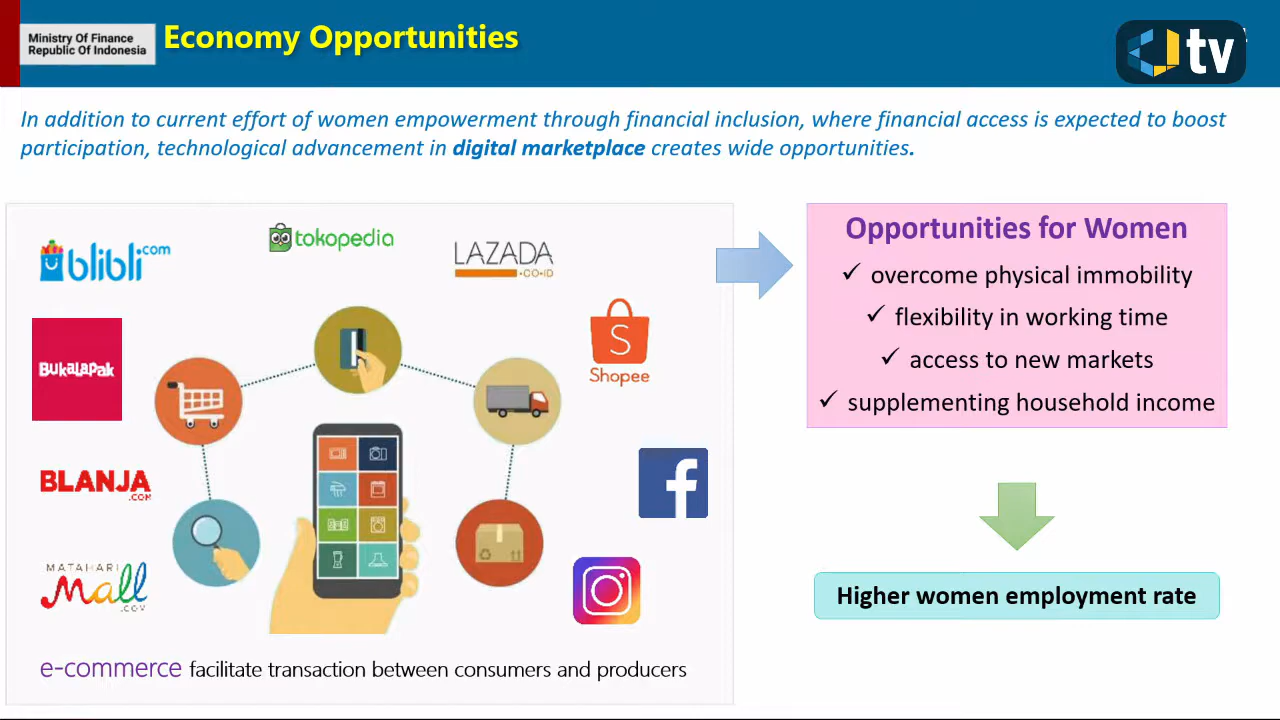 Ministry Of Finance
Republic Of Indonesia
Economy Opportunities
tv
In addition to current effort of women empowerment through financial inclusion, where financial access is expected to boost
participation, technological advancement in digital marketplace creates wide opportunities.
blibli.com
tokopedia
LAZADA
.CO.ID
BukaLapak
S
Shopee
BLANJA
.COM
f
MATAHARI
Mall
.COM
e-commerce facilitate transaction between consumers and producers
Opportunities for Women
✓ overcome physical immobility
✓ flexibility in working time
✓ access to new markets
✓ supplementing household income
Higher women employment rate